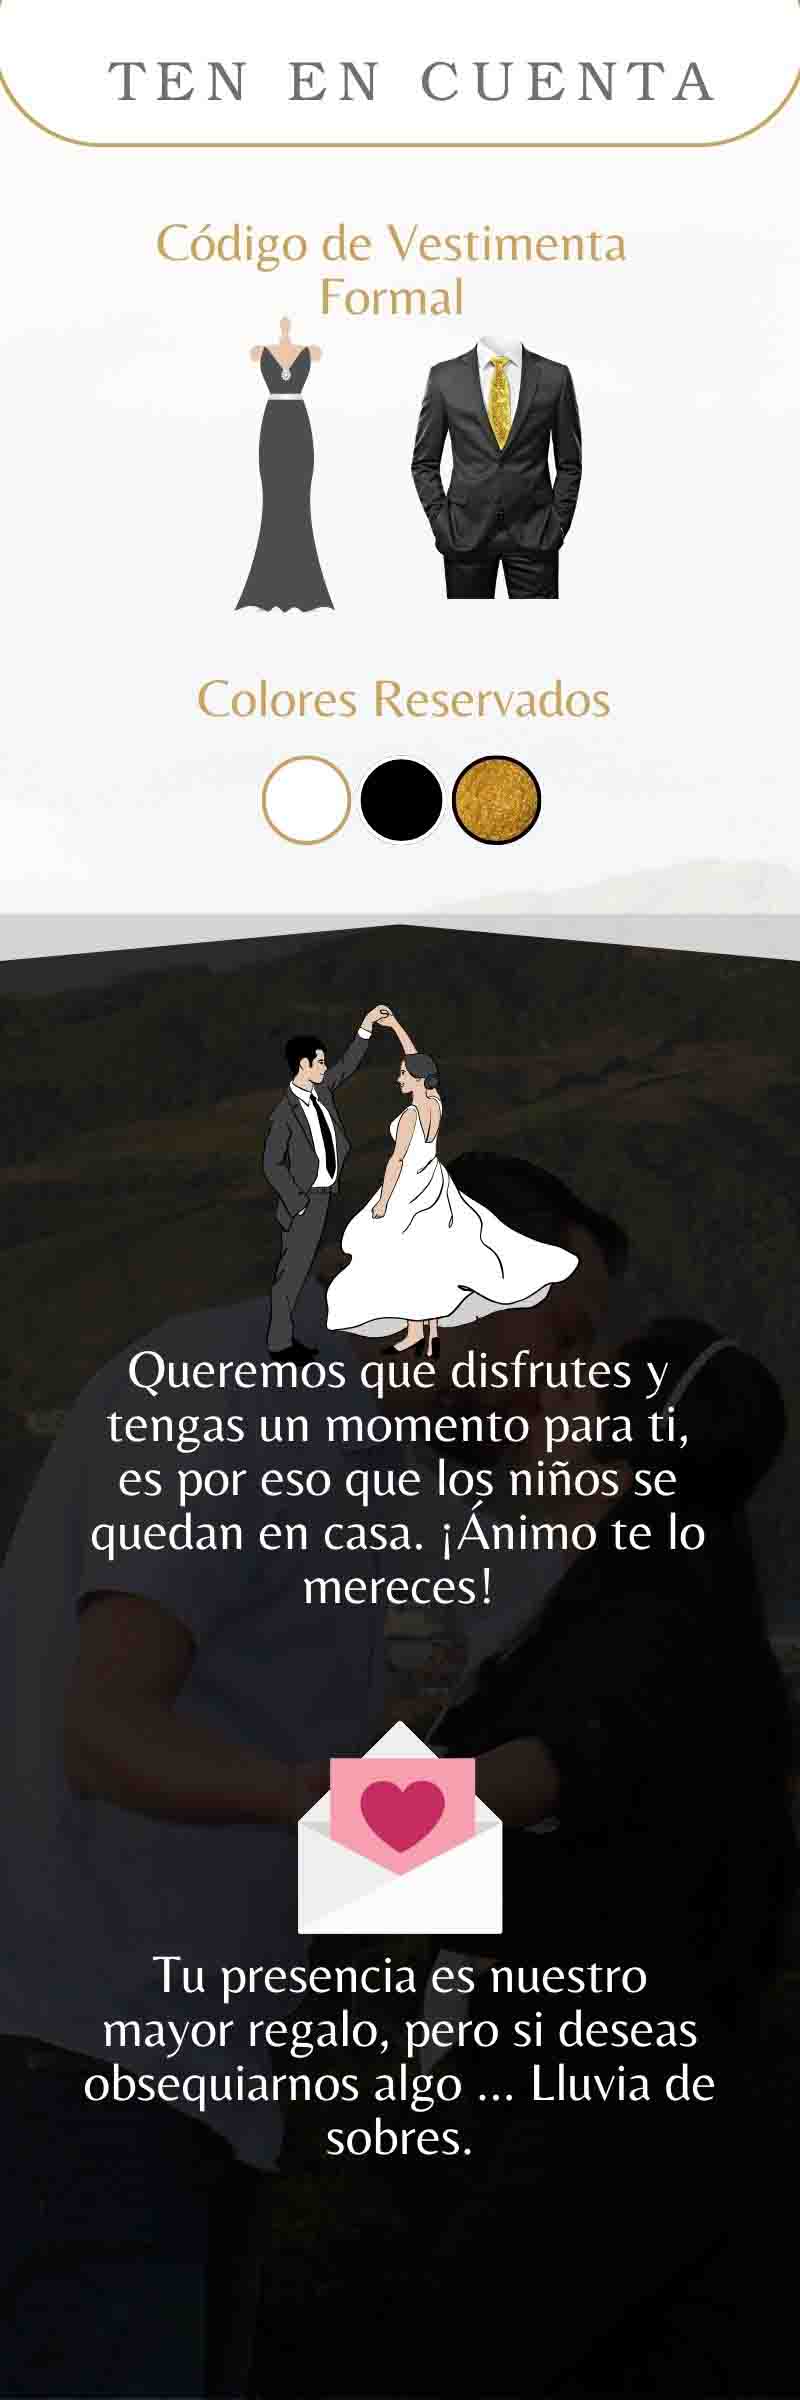 TEN EN CUENTA
Código de Vestimenta
Formal
Colores Reservados
Queremos que disfrutes y
tengas un momento para ti,
es por eso que los niños se
quedan en casa. ¡Ánimo te lo
mereces!
Tu presencia es nuestro
mayor regalo, pero si deseas
obsequiarnos algo ... Lluvia de
sobres.